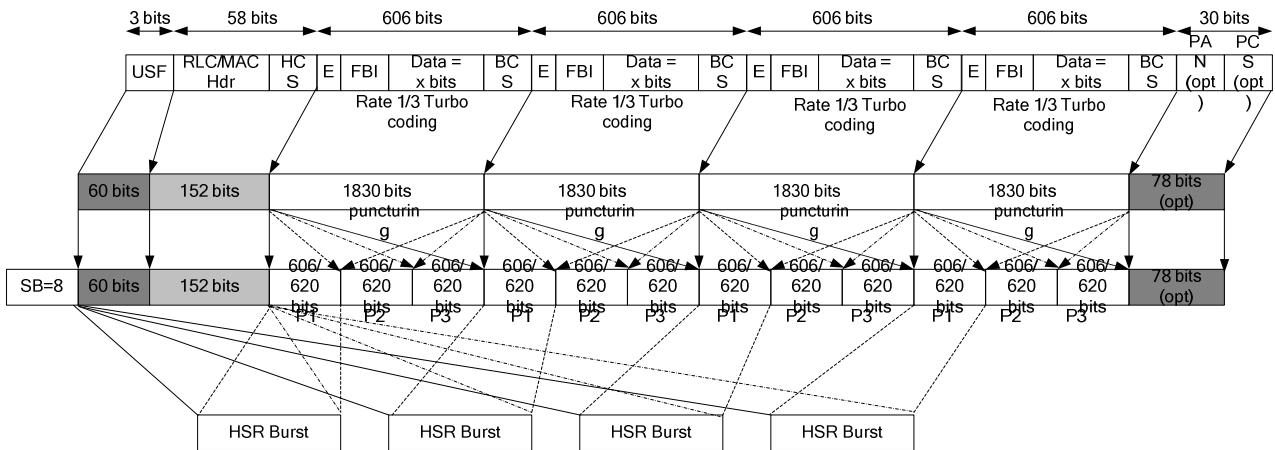 3 bits 58 bits 606 bits 606 bits 606 bits 606 bits 30 bits
USF RLC/MAC Hdr HC S E FBI Data = x bits BC S E FBI Data = x bits BC S E FBI Data = x bits BC S E FBI Data = x bits BC S PA N (opt ) PC S (opt )
Rate 1/3 Turbo coding Rate 1/3 Turbo coding Rate 1/3 Turbo coding Rate 1/3 Turbo coding
60 bits 152 bits 1830 bits 1830 bits 1830 bits 1830 bits 78 bits (opt)
puncturin g puncturin g puncturin g puncturin g
SB=8 60 bits 152 bits 606/ 620 bits 606/ 620 bits 606/ 620 bits 606/ 620 bits 606/ 620 bits 606/ 620 bits 606/ 620 bits 606/ 620 bits 606/ 620 bits 606/ 620 bits 606/ 620 bits 606/ 620 bits 78 bits (opt)
P1 P2 P3 P1 P2 P3 P1 P2 P3 P1 P2 P3
HSR Burst HSR Burst HSR Burst HSR Burst